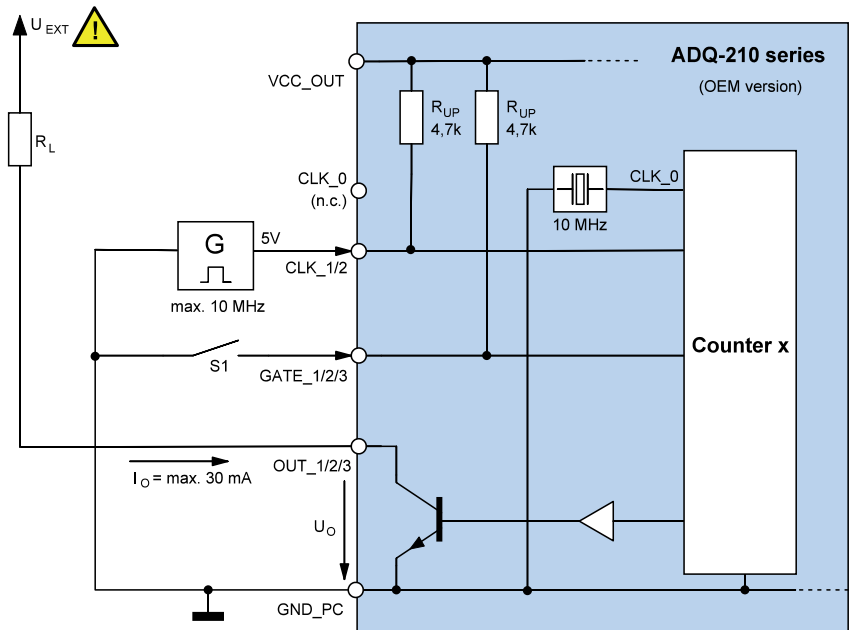 U EXT
!
ADQ-210 series
(OEM version)
VCC_OUT
R UP
4,7k
R UP
4,7k
R L
CLK_0
(n.c.)
CLK_0
10 MHz
G
5V
CLK_1/2
max. 10 MHz
Counter x
S1
GATE_1/2/3
OUT_1/2/3
I O = max. 30 mA
U O
GND_PC